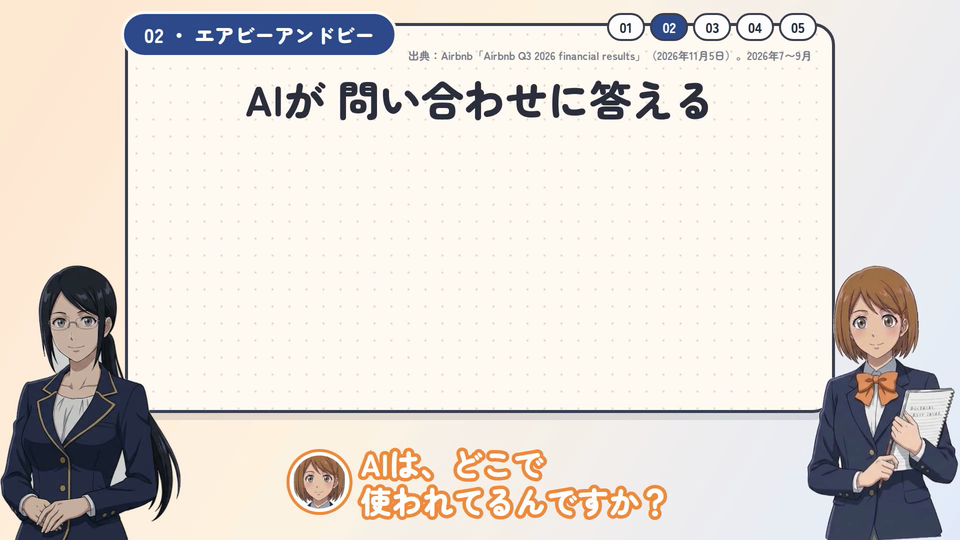 02 ・ エアビーアンドビー
01 02 03 04 05
出典：Airbnb「Airbnb Q3 2026 financial results」（2026年11月5日）。2026年7〜9月
AIが 問い合わせに答える
AIは、どこで
使われてるんですか？